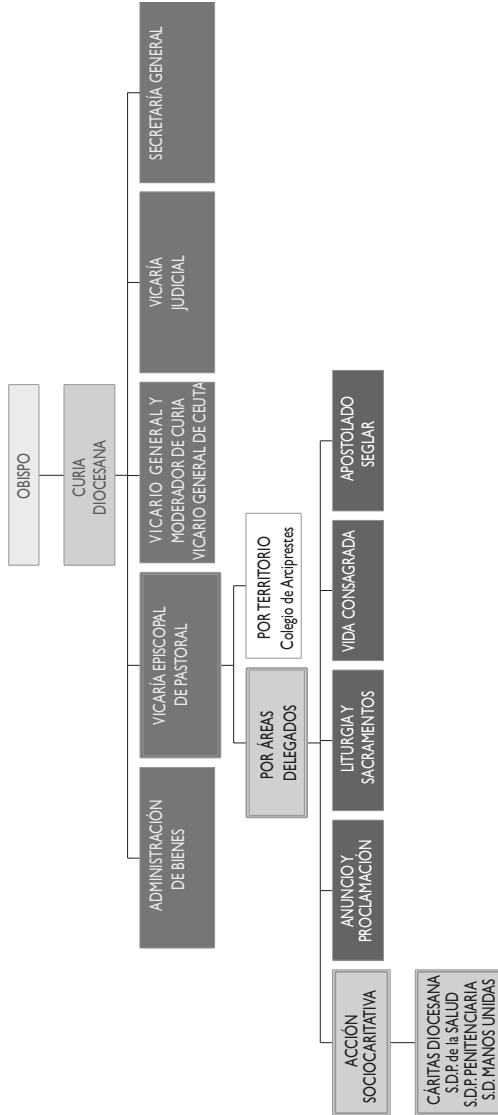 OBISPO
CURIA
DIOCESANA
ADMINISTRACIÓN
DE BIENES
VICARÍA EPISCOPAL
DE PASTORAL
VICARIO GENERAL Y
MODERADOR DE CURIA
VICARIO GENERAL DE CEUTA
VICARÍA
JUDICIAL
SECRETARÍA GENERAL
POR ÁREAS
DELEGADOS
POR TERRITORIO
Colegio de Arciprestes
ACCIÓN
SOCIOCARITATIVA
ANUNCIO Y
PROCLAMACIÓN
LITURGIA Y
SACRAMENTOS
VIDA CONSAGRADA
APOSTOLADO
SEGLAR
CÁRITAS DIOCESANA
S.D.P. de la SALUD
S.D.P. PENITENCIARIA
S.D. MANOS UNIDAS